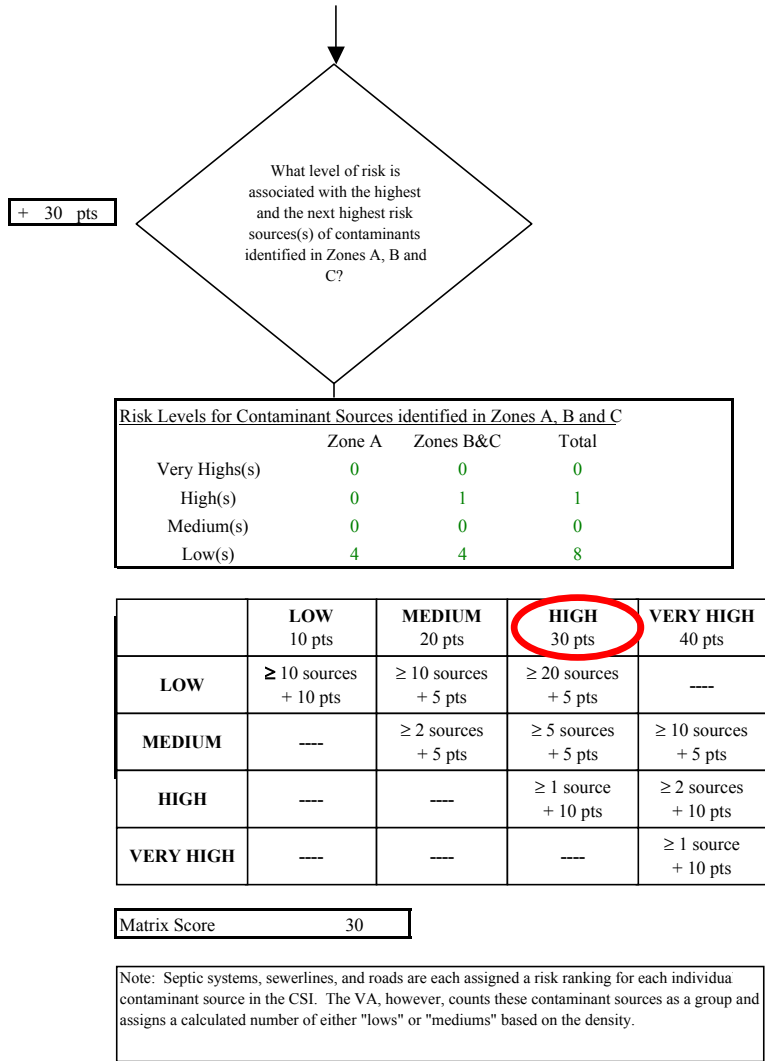 What level of risk is
associated with the highest
and the next highest risk
sources(s) of contaminants
identified in Zones A, B and
C?
+ 30 pts
Risk Levels for Contaminant Sources identified in Zones A, B and C
Zone A Zones B&C Total
Very Highs(s) 0 0 0
High(s) 0 1 1
Medium(s) 0 0 0
Low(s) 4 4 8
LOW MEDIUM HIGH VERY HIGH
10 pts 20 pts 30 pts 40 pts
LOW ≥ 10 sources ≥ 10 sources ≥ 20 sources ----
+ 10 pts + 5 pts + 5 pts
MEDIUM ---- ≥ 2 sources ≥ 5 sources ≥ 10 sources
+ 5 pts + 5 pts + 5 pts
HIGH ---- ---- ≥ 1 source ≥ 2 sources
+ 10 pts + 10 pts
VERY HIGH ---- ---- ---- ≥ 1 source
+ 10 pts
Matrix Score 30
Note: Septic systems, sewerlines, and roads are each assigned a risk ranking for each individua
contaminant source in the CSI. The VA, however, counts these contaminant sources as a group and
assigns a calculated number of either "lows" or "mediums" based on the density.